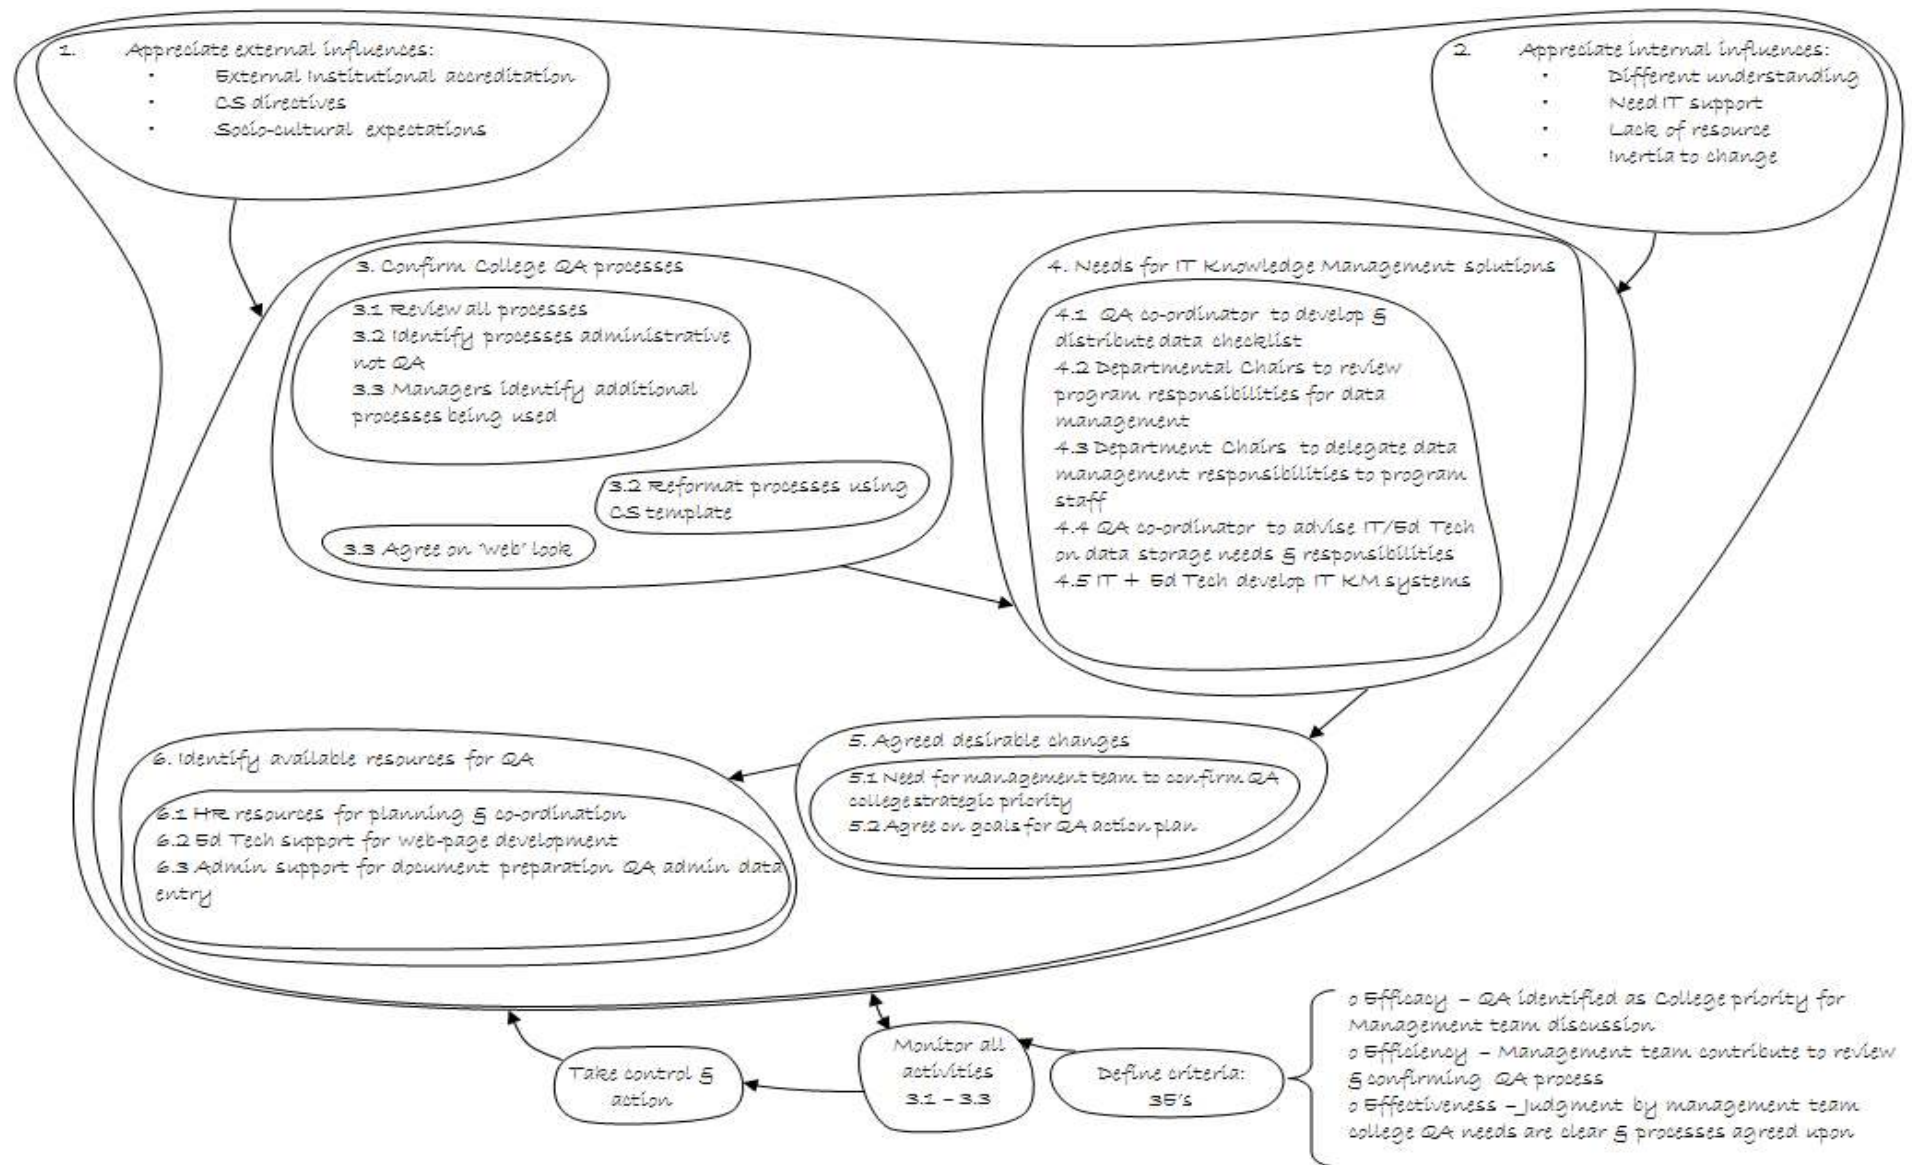 1. Appreciate external influences:
• External Institutional accreditation
• CS directives
• Socio-cultural expectations
2. Appreciate internal influences:
• Different understanding
• Need IT support
• Lack of resource
• Inertia to change
3. Confirm College QA processes
3.1 Review all processes
3.2 Identify processes administrative
not QA
3.3 Managers identify additional
processes being used
3.2 Reformat processes using
CS template
3.3 Agree on 'web' look
4. Needs for IT Knowledge Management solutions
4.1 QA co-ordinator to develop &
distribute data checklist
4.2 Departmental Chairs to review
program responsibilities for data
management
4.3 Department Chairs to delegate data
management responsibilities to program
staff
4.4 QA co-ordinator to advise IT/Ed Tech
on data storage needs & responsibilities
4.5 IT + Ed Tech develop IT KM systems
5. Agreed desirable changes
5.1 Need for management team to confirm QA
college strategic priority
5.2 Agree on goals for QA action plan
6. Identify available resources for QA
6.1 HR resources for planning & co-ordination
6.2 Ed Tech support for web-page development
6.3 Admin support for document preparation QA admin data
entry
Take control &
action
Monitor all
activities
3.1 – 3.3
Define criteria:
3E's
o Efficacy – QA identified as College priority for
Management team discussion
o Efficiency – Management team contribute to review
& confirming QA process
o Effectiveness – Judgment by management team
college QA needs are clear & processes agreed upon